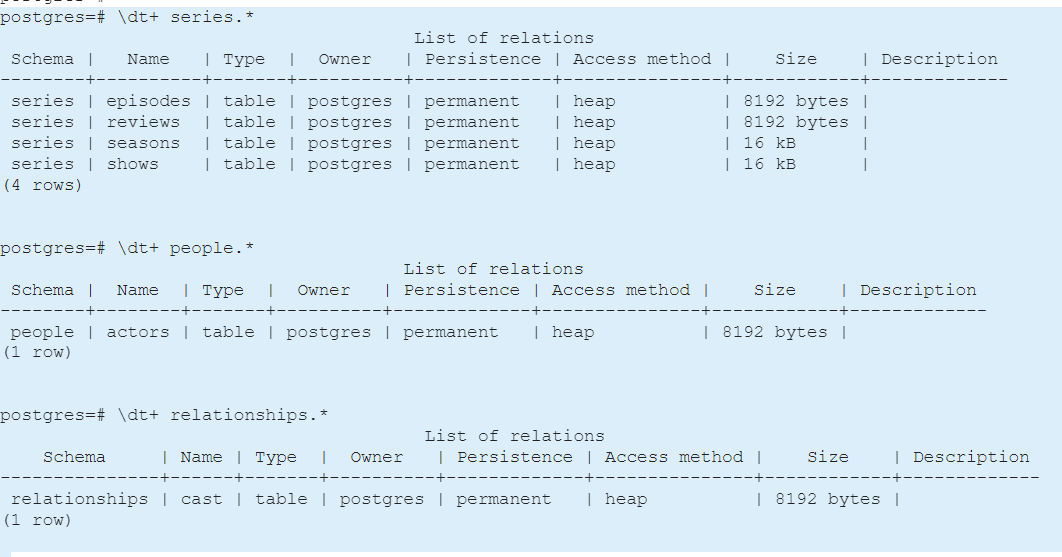 postgres=# \dt+ series.*
List of relations
Schema | Name | Type | Owner | Persistence | Access method | Size | Description
--------+----------+-------+----------+-------------+---------------+------------+-------------
series | episodes | table | postgres | permanent | heap | 8192 bytes |
series | reviews | table | postgres | permanent | heap | 8192 bytes |
series | seasons | table | postgres | permanent | heap | 16 kB |
series | shows | table | postgres | permanent | heap | 16 kB |
(4 rows)
postgres=# \dt+ people.*
List of relations
Schema | Name | Type | Owner | Persistence | Access method | Size | Description
--------+--------+-------+----------+-------------+---------------+------------+-------------
people | actors | table | postgres | permanent | heap | 8192 bytes |
(1 row)
postgres=# \dt+ relationships.*
List of relations
Schema | Name | Type | Owner | Persistence | Access method | Size | Description
---------------+------+-------+----------+-------------+---------------+------------+-------------
relationships | cast | table | postgres | permanent | heap | 8192 bytes |
(1 row)